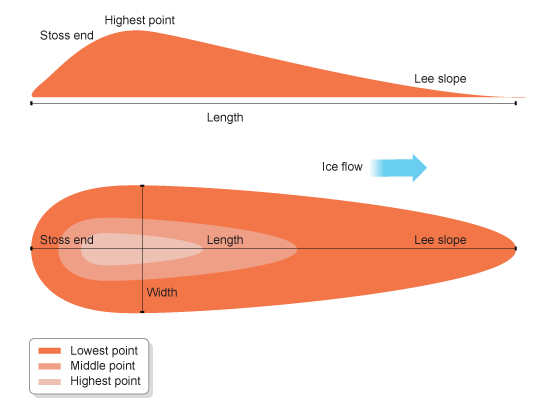 Highest point
Stoss end
Lee slope
Length
Ice flow
Stoss end
Length
Lee slope
Width
Lowest point
Middle point
Highest point